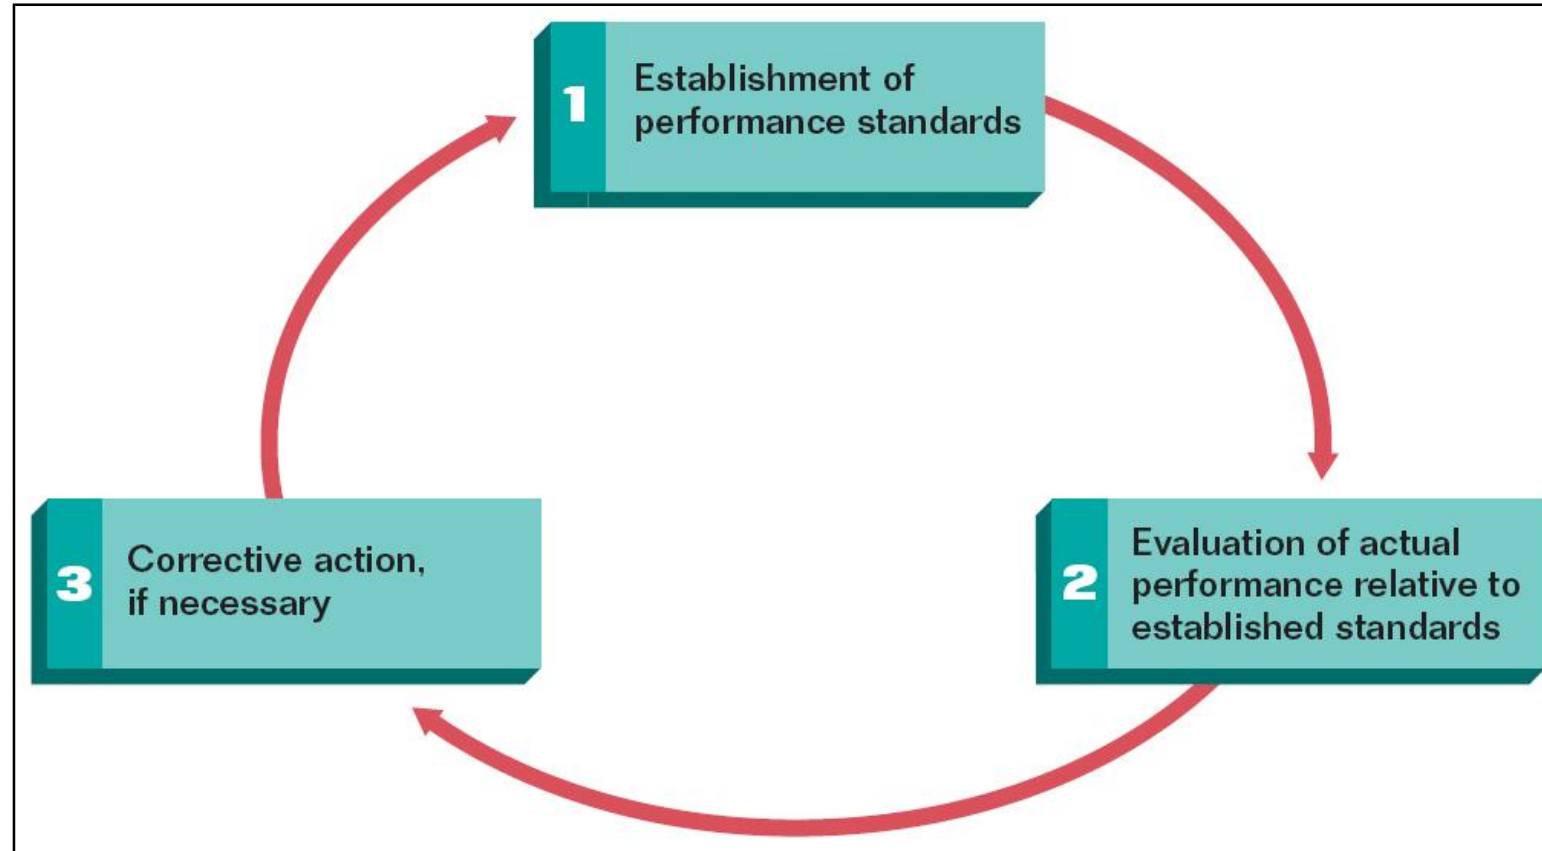 1
Establishment of
performance standards
2
Evaluation of actual
performance relative to
established standards
3
Corrective action,
if necessary